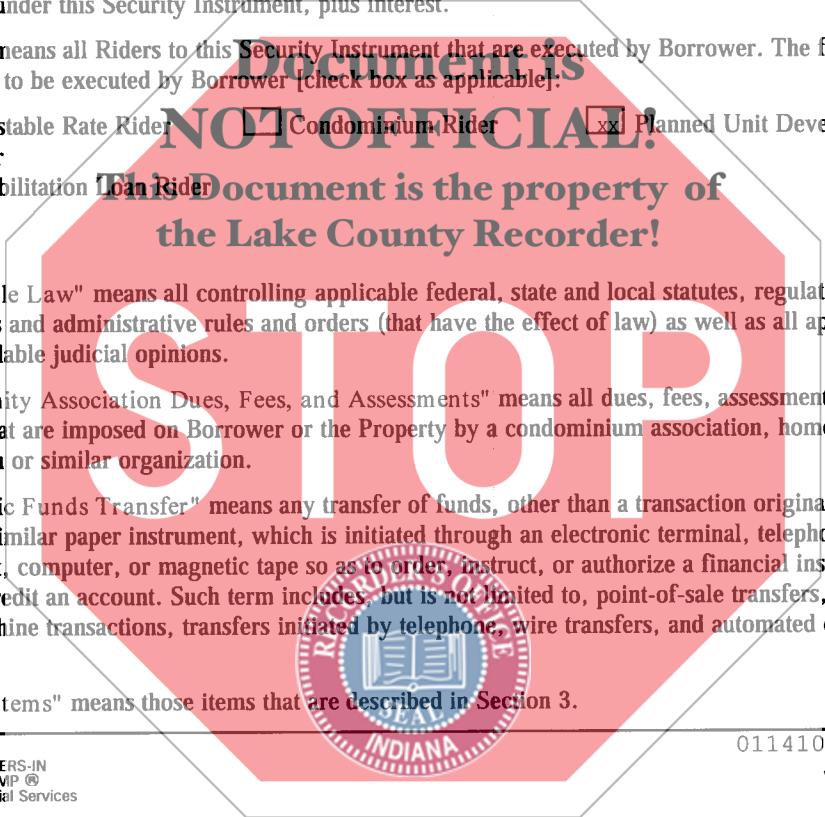 nder this Security Instrument, plus interest.
means all Riders to this Security Instrument that are executed by Borrower. The f
to be executed by Borrower [check box as applicable]:
Document is
stable Rate Rider Condominium Rider xx Planned Unit Deve
NOT OFFICIAL!
r
bilitation Loan Rider
This Document is the property of
the Lake County Recorder!
le Law" means all controlling applicable federal, state and local statutes, regulat
s and administrative rules and orders (that have the effect of law) as well as all ap
lable judicial opinions.
STOP
ity Association Dues, Fees, and Assessments" means all dues, fees, assessment
at are imposed on Borrower or the Property by a condominium association, home
or similar organization.
ic Funds Transfer" means any transfer of funds, other than a transaction origina
imilar paper instrument, which is initiated through an electronic terminal, telepho
, computer, or magnetic tape so as to order, instruct, or authorize a financial ins
edit an account. Such term includes, but is not limited to, point-of-sale transfers,
hine transactions, transfers initiated by telephone, wire transfers, and automated
RECORDER'S OFFICE
SEAL
INDIANA
tems" means those items that are described in Section 3.
011410
ERS-IN
MP ®
ial Services